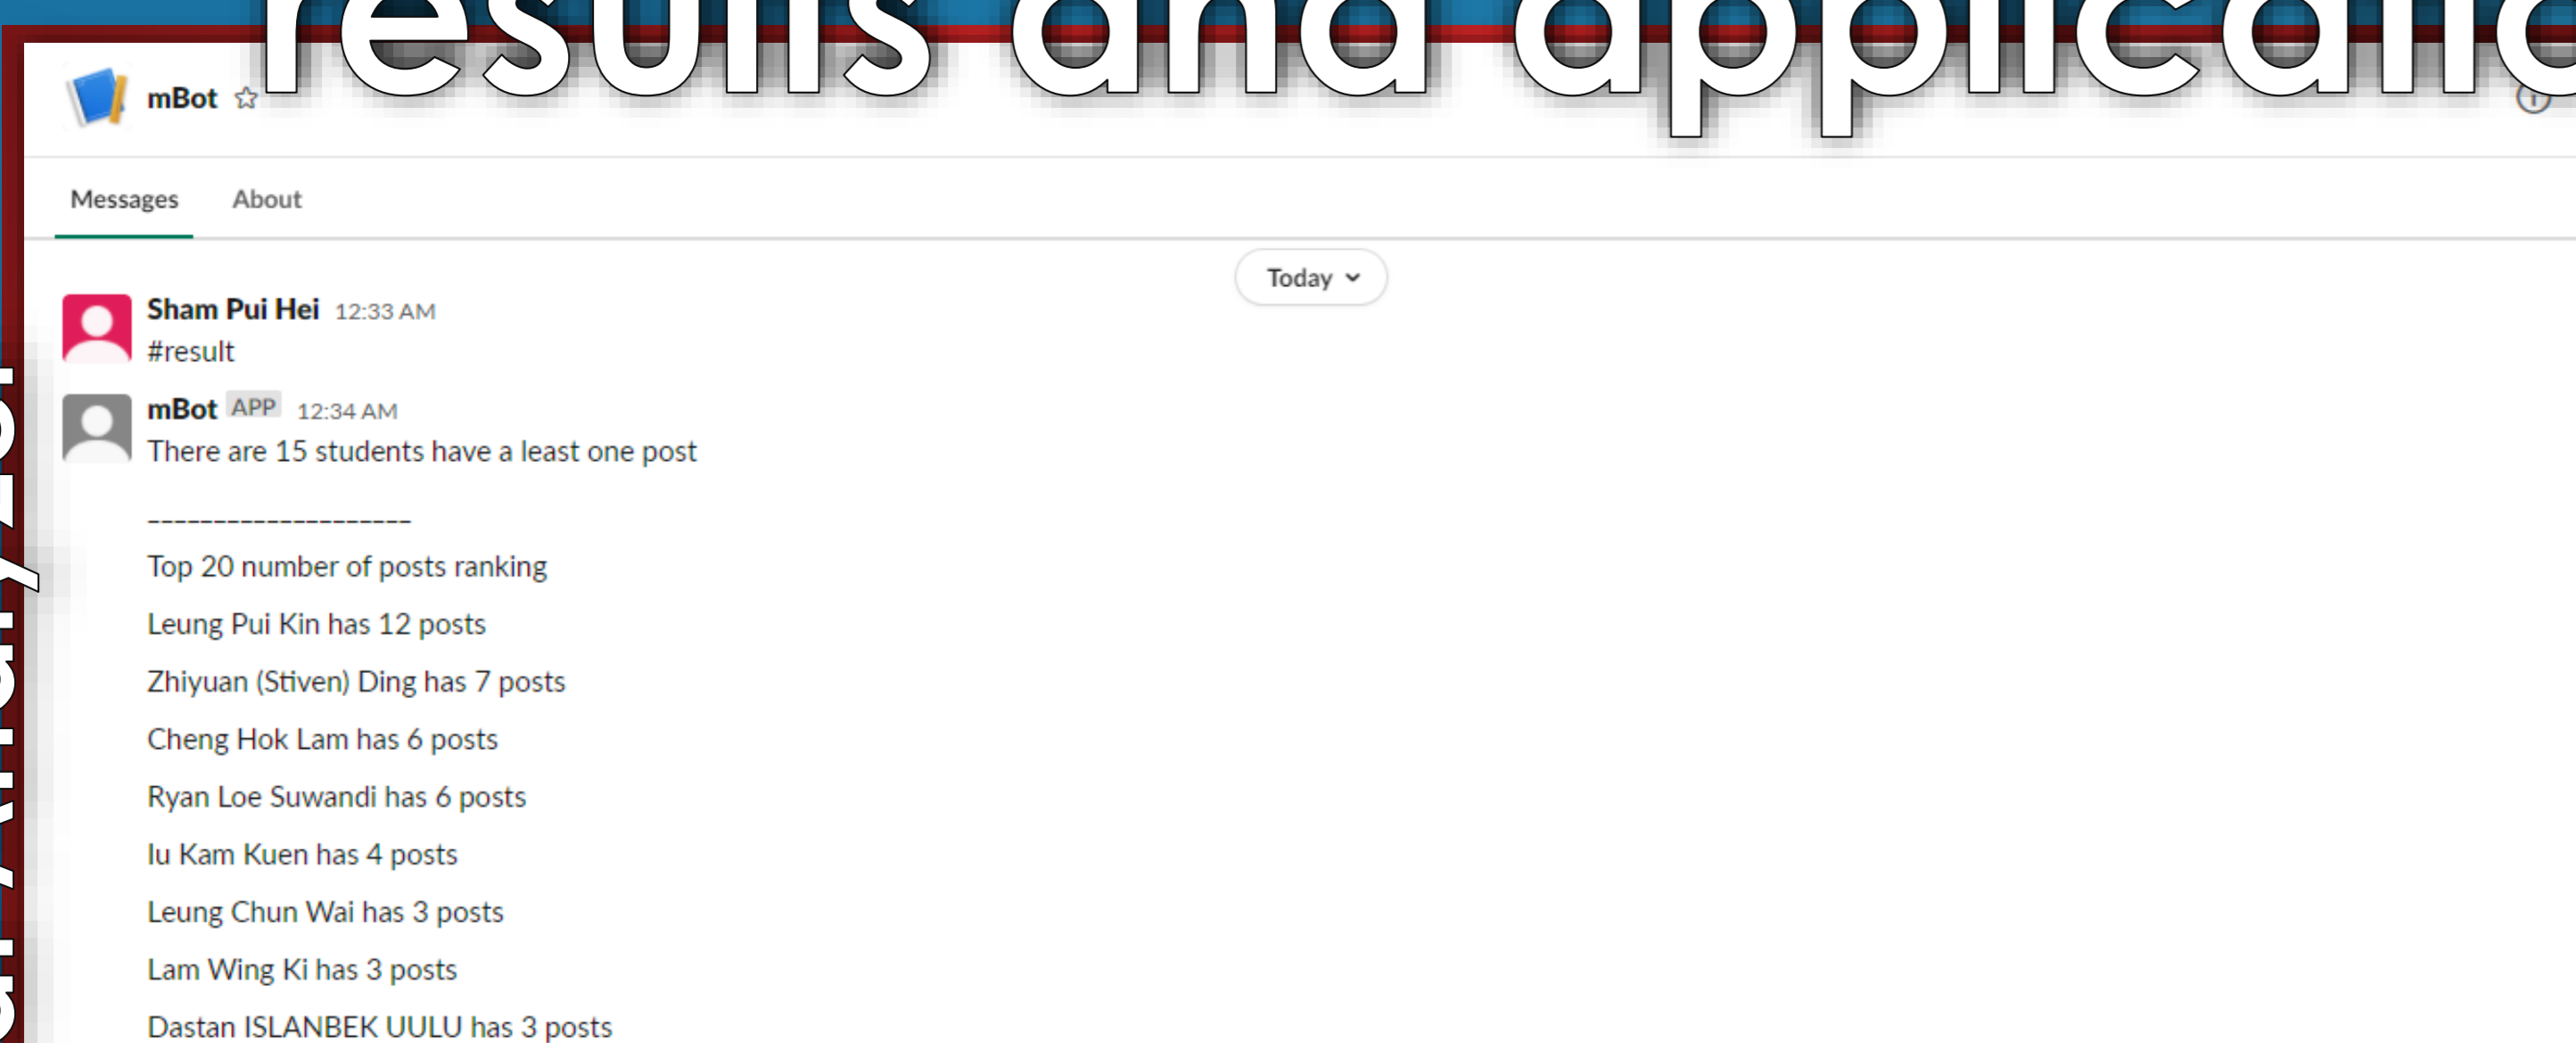 results and applicatio
mBot
Messages About
Today
Sham Pui Hei 12:33 AM
#result
mBot APP 12:34 AM
There are 15 students have a least one post
--------------------
Top 20 number of posts ranking
Leung Pui Kin has 12 posts
Zhiyuan (Stiven) Ding has 7 posts
Cheng Hok Lam has 6 posts
Ryan Loe Suwandi has 6 posts
Iu Kam Kuen has 4 posts
Leung Chun Wai has 3 posts
Lam Wing Ki has 3 posts
Dastan ISLANBEK UULU has 3 posts